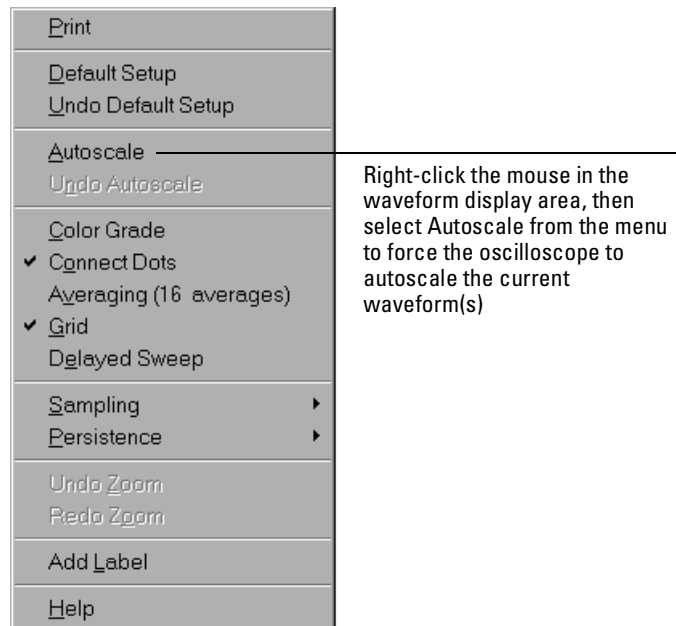 Print
Default Setup
Undo Default Setup
Autoscale
Undo Autoscale
Color Grade
Connect Dots
Averaging (16 averages)
Grid
Delayed Sweep
Sampling
Persistence
Undo Zoom
Redo Zoom
Add Label
Help
Right-click the mouse in the
waveform display area, then
select Autoscale from the menu
to force the oscilloscope to
autoscale the current
waveform(s)